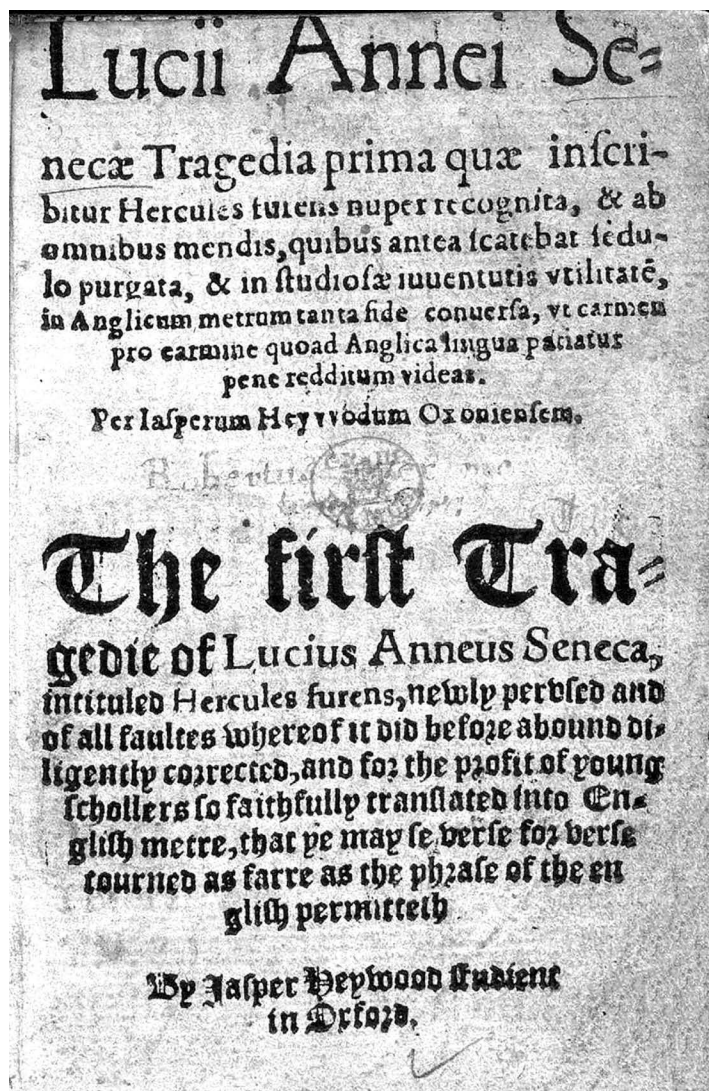 Lucii Annei Se=
necæ Tragedia prima quæ inſcri-
bitur Hercules furens nuper recognita, & ab
omnibus mendis, quibus antea ſcatebat ſedu-
lo purgata, & in ſtudioſæ iuuentutis vtilitatē,
in Anglicum metrum tanta fide conuerſa, vt carmen
pro carmine quoad Anglica lingua patiatur
pene redditum videas.
Per Iaſperum Heyvvodum Oxonienſem.
The firſt Tra=
gedie of Lucius Anneus Seneca,
intituled Hercules furens, newly peruſed and
of all faultes whereof it did before abound di=
ligently corrected, and for the profit of young
ſchollers ſo faithfully tranſlated into En=
gliſh metre, that ye may ſe verſe for verſe
tourned as farre as the phraſe of the en
gliſh permitteth
By Jaſper Heywood ſtudient
in Oxford.